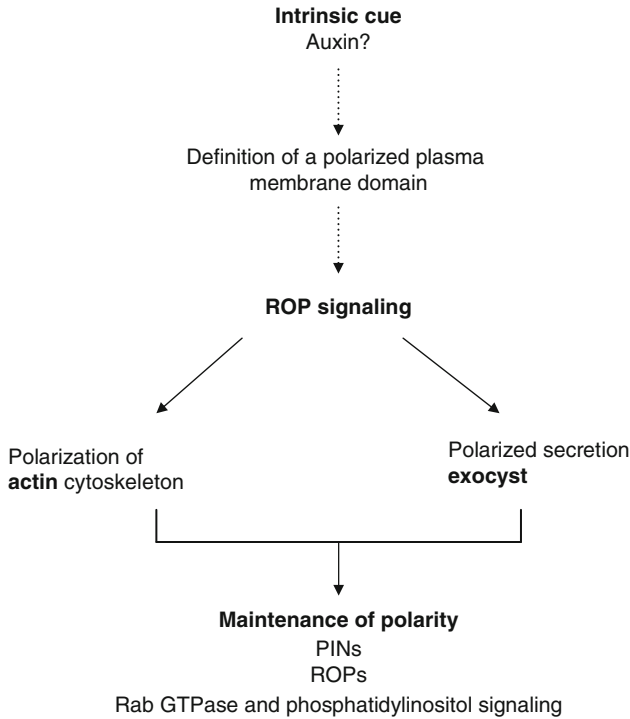 Intrinsic cue
Auxin?
Definition of a polarized plasma
membrane domain
ROP signaling
Polarization of
actin cytoskeleton
Polarized secretion
exocyst
Maintenance of polarity
PINs
ROPs
Rab GTPase and phosphatidylinositol signaling